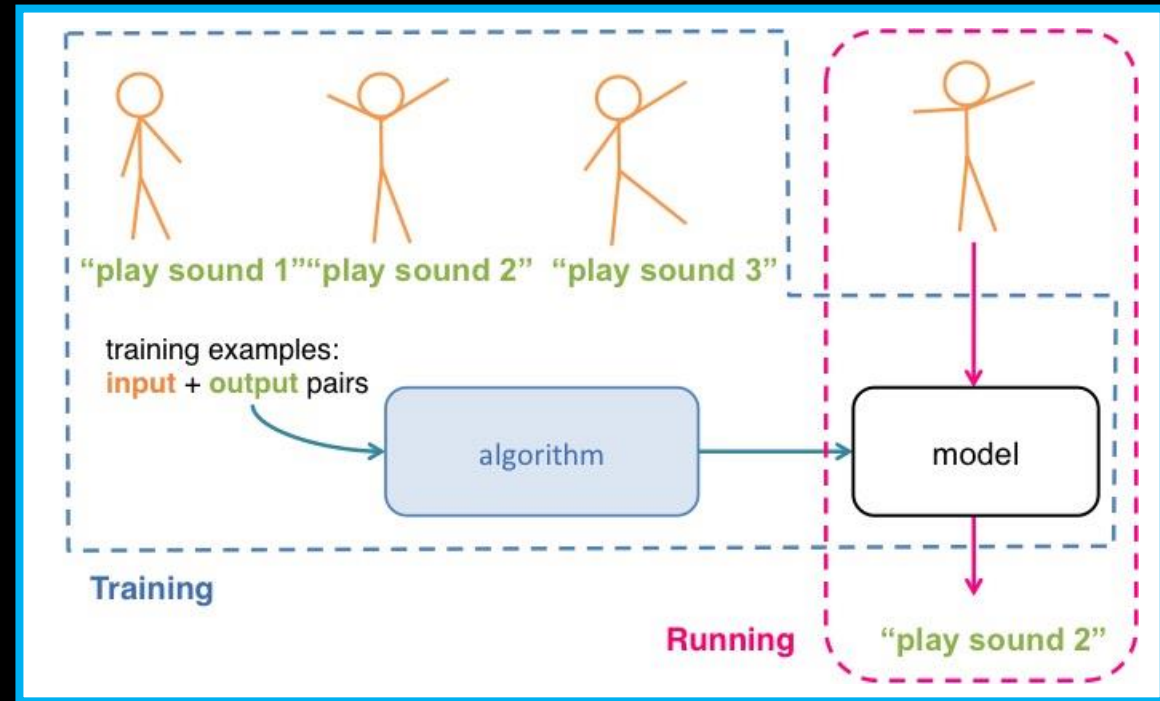 “play sound 1”“play sound 2” “play sound 3”
training examples:
input + output pairs
algorithm
model
Training
Running
“play sound 2”